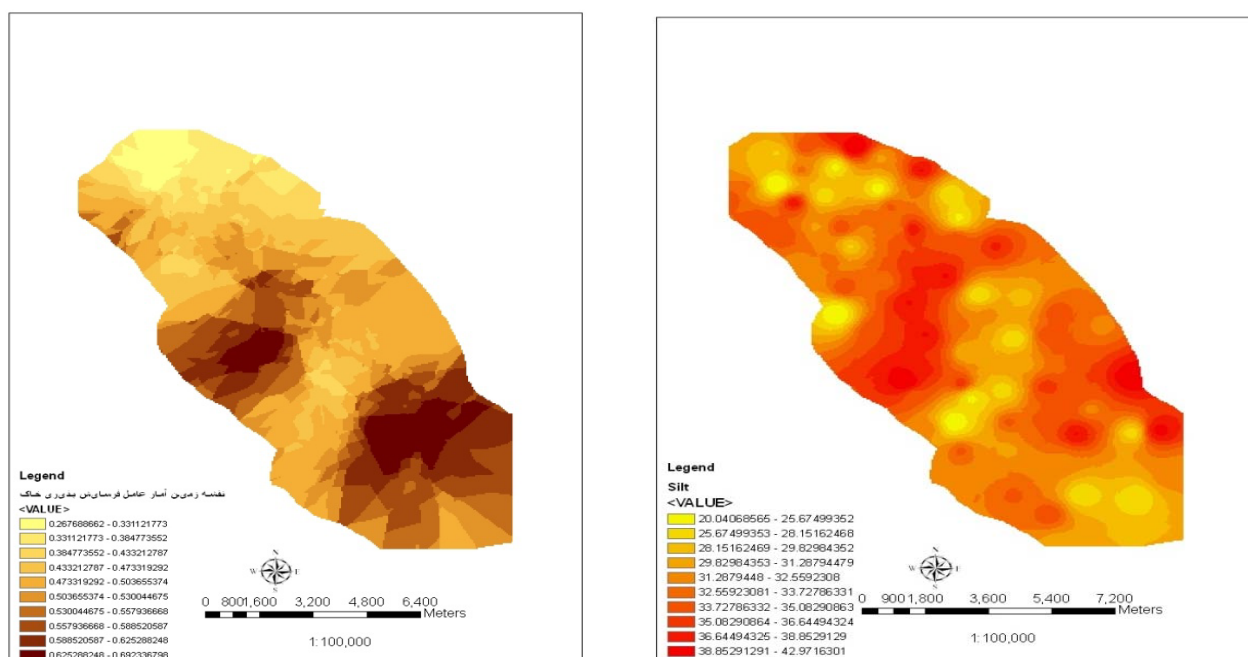 Legend
نقشه زمین آمار عامل فرسایش پذیری خاک
<VALUE>
0.267688662 - 0.331121773
0.331121773 - 0.384773552
0.384773552 - 0.433212787
0.433212787 - 0.473319292
0.473319292 - 0.503655374
0.503655374 - 0.530044675
0.530044675 - 0.557936668
0.557936668 - 0.588520587
0.588520587 - 0.625288248
0.625288248 - 0.692336798
N
W E
S
0 800 1,600 3,200 4,800 6,400
Meters
1:100,000
Legend
Silt
<VALUE>
20.04068565 - 25.67499352
25.67499353 - 28.15162468
28.15162469 - 29.82984352
29.82984353 - 31.28794479
31.2879448 - 32.5592308
32.55923081 - 33.72786331
33.72786332 - 35.08290863
35.08290864 - 36.64494324
36.64494325 - 38.8529129
38.85291291 - 42.9716301
N
W E
S
0 900 1,800 3,600 5,400 7,200
Meters
1:100,000